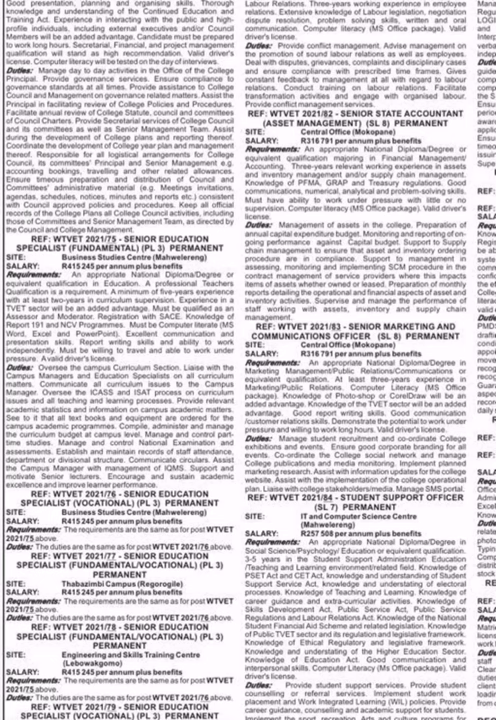 Good presentation, planning and organising skills. Thorough
knowledge and understanding of the Continued Education and
Training Act. Experience in interacting with the public and high-
profile individuals, including external executives and/or Council
Members will be an added advantage. Candidate must be prepared
to work long hours. Secretarial, Financial, and project management
qualification will stand as high recommendation. Valid driver's
license. Computer literacy will be tested on the day of interviews.
Duties: Manage day to day activities in the Office of the College
Principal. Provide governance services. Ensure compliance to
governance standards at all times. Provide assistance to College
Council and Management on governance related matters. Assist the
Principal in facilitating review of College Policies and Procedures.
Facilitate annual review of College Statute, council and committees
of Council Charters. Provide Secretarial services of College Council
and its committees as well as Senior Management Team. Assist
during the development of College plans and reporting thereof.
Coordinate the development of College year plan and management
thereof. Responsible for all logistical arrangements for College
Council, its committees' Principal and Senior Management e.g.
accounting bookings, travelling and other related allowances.
Ensure timeous preparation and distribution of Council and
Committees' administrative material (e.g. Meetings invitations,
agendas, schedules, notices, minutes and reports etc.) consistent
with Council approved policies and procedures. Keep all official
records of the College Plans all College Council activities, including
those of Committees and Senior Management Team, as directed by
the Council and College Management.
REF: WTVET 2021/75 - SENIOR EDUCATION
SPECIALIST (FUNDAMENTAL) (PL 3) PERMANENT
SITE: Business Studies Centre (Mahwelereng)
SALARY: R415 245 per annum plus benefits
Requirements: An appropriate National Diploma/Degree or
equivalent qualification in Education. A professional Teachers
Qualification is a requirement. A minimum of five-years experience
with at least two-years in curriculum supervision. Experience in a
TVET sector will be an added advantage. Must be qualified as an
Assessor and Moderator. Registration with SACE. Knowledge of
Report 191 and NCV Programmes. Must be Computer literate (MS
Word, Excel and PowerPoint). Excellent communication and
presentation skills. Report writing skills and ability to work
independently. Must be willing to travel and able to work under
pressure. A valid driver's license.
Duties: Oversee the campus Curriculum Section. Liaise with the
Campus Managers and Education Specialists on all curriculum
matters. Communicate all curriculum issues to the Campus
Manager. Oversee the ICASS and ISAT process on curriculum
issues and all teaching and learning processes. Provide relevant
academic statistics and information on campus academic matters.
See to it that all text books and equipment are ordered for the
campus academic programmes. Compile, administer and manage
the curriculum budget at campus level. Manage and control part-
time studies. Manage and control National Examination and
assessments. Establish and maintain records of staff attendance,
department or divisional structure. Communicate circulars. Assist
the Campus Manager with management of IQMS. Support and
motivate Senior lecturers. Encourage and sustain academic
excellence and improve learner performance.
REF: WTVET 2021/76 - SENIOR EDUCATION
SPECIALIST (VOCATIONAL) (PL 3) PERMANENT
SITE: Business Studies Centre (Mahwelereng)
SALARY: R415 245 per annum plus benefits
Requirements: The requirements are the same as for post WTVET
2021/75 above.
Duties: The duties are the same as for post WTVET 2021/76 above.
REF: WTVET 2021/77 - SENIOR EDUCATION
SPECIALIST (FUNDAMENTAL) (PL 3)
PERMANENT
SITE: Thabazimbi Campus (Regorogile)
SALARY: R415 245 per annum plus benefits
Requirements: The requirements are the same as for post WTVET
2021/75 above.
Duties: The duties are the same as for post WTVET 2021/76 above.
REF: WTVET 2021/78 - SENIOR EDUCATION
SPECIALIST (FUNDAMENTAL) (PL 3)
PERMANENT
SITE: Engineering and Skills Training Centre
(Lebowakgomo)
SALARY: R415 245 per annum plus benefits
Requirements: The requirements are the same as for post WTVET
2021/75 above.
Duties: The duties are the same as for post WTVET 2021/76 above.
REF: WTVET 2021/79 - SENIOR EDUCATION
SPECIALIST (VOCATIONAL) (PL 3) PERMANENT
Labour Relations. Three-years working experience in employee
relations. Extensive knowledge of Labour legislation, negotiation
dispute resolution, problem solving skills, written and oral
communication. Computer literacy (MS Office package). Valid
driver's license.
Duties: Provide conflict management. Advise management on
the promotion of sound labour relations as well as employees.
Deal with disputes, grievances, complaints and disciplinary cases
and ensure compliance with prescribed time frames. Gives
constant feedback to management at all with regard to labour
relations. Conduct training on labour relations. Facilitate
transformation activities and engage with organised labour.
Provide conflict management services.
REF: WTVET 2021/82 - SENIOR STATE ACCOUNTANT
(ASSET MANAGEMENT) (SL 8) PERMANENT
SITE: Central Office (Mokopane)
SALARY: R316 791 per annum plus benefits
Requirements: An appropriate National Diploma/Degree or
equivalent qualification majoring in Financial Management/
Accounting. Three-years relevant working experience in assets
and inventory management and/or supply chain management.
Knowledge of PFMA, GRAP and Treasury regulations. Good
communications, numerical, analytical and problem-solving skills.
Must have ability to work under pressure with little or no
supervision. Computer literacy (MS Office package). Valid driver's
license.
Duties: Management of assets in the college. Preparation of
annual capital expenditure budget. Monitoring and reporting of on-
going performance against Capital budget. Support to Supply
chain management to ensure that asset and inventory ordering
procedure are in compliance. Support to management in
assessing, monitoring and implementing SCM procedure in the
contract management of service providers where this impacts
items of assets whether owned or leased. Preparation of monthly
reports detailing the operational and financial aspects of asset and
inventory activities. Supervise and manage the performance of
staff working with assets, inventory and supply chain
management.
REF: WTVET 2021/83 - SENIOR MARKETING AND
COMMUNICATIONS OFFICER (SL 8) PERMANENT
SITE: Central Office (Mokopane)
SALARY: R316 791 per annum plus benefits
Requirements: An appropriate National Diploma/Degree in
Marketing Management/Public Relations/Communications or
equivalent qualification. At least three-years experience in
Marketing/Public Relations. Computer Literacy (MS Office
package). Knowledge of Photo-shop or CorelDraw will be an
added advantage. Knowledge of the TVET sector will be an added
advantage. Good report writing skills. Good communication
/customer relations skills. Demonstrate the potential to work under
pressure and willing to work long hours. Valid driver's license.
Duties: Manage student recruitment and co-ordinate College
exhibitions and events. Ensure good corporate branding for all
events. Co-ordinate the College social network and manage
College publications and media monitoring. Implement planned
marketing research. Assist with information updates for the college
website. Assist with the implementation of the college operational
plan. Liaise with college stakeholders/media. Manage SMS portal.
REF: WTVET 2021/84 - STUDENT SUPPORT OFFICER
(SL 7) PERMANENT
SITE: IT and Computer Science Centre
(Mahwelereng)
SALARY: R257 508 per annum plus benefits
Requirements: An appropriate National Diploma/Degree in
Social Science/Psychology/ Education or equivalent qualification.
3-5 years in the Student Support Administration Education
/Teaching and Learning environment/related field. Knowledge of
PSET Act and CET Act, knowledge and understanding of Student
Support Service Act, knowledge and understanding of electoral
processes. Knowledge of Teaching and Learning. Knowledge of
career guidance and extra-curricular activities. Knowledge of
Skills Development Act, Public Service Act, Public Service
Regulations and Labour Relations Act. Knowledge of the National
Student Financial Aid Scheme and related legislation. Knowledge
of Public TVET sector and its regulation and legislative framework.
Knowledge of Ethical Regulatory and legislative framework.
Knowledge and understating of the Higher Education Sector.
Knowledge of Education Act. Good communication and
interpersonal skills. Computer Literacy (MS Office Package). Valid
driver's license.
Duties: Provide student support services. Provide student
counselling or referral services. Implement student work
placement and Work Integrated Learning (WIL) policies. Provide
career guidance, counselling and academic support for students.
Implement the sport, recreation, Arts and culture programs for